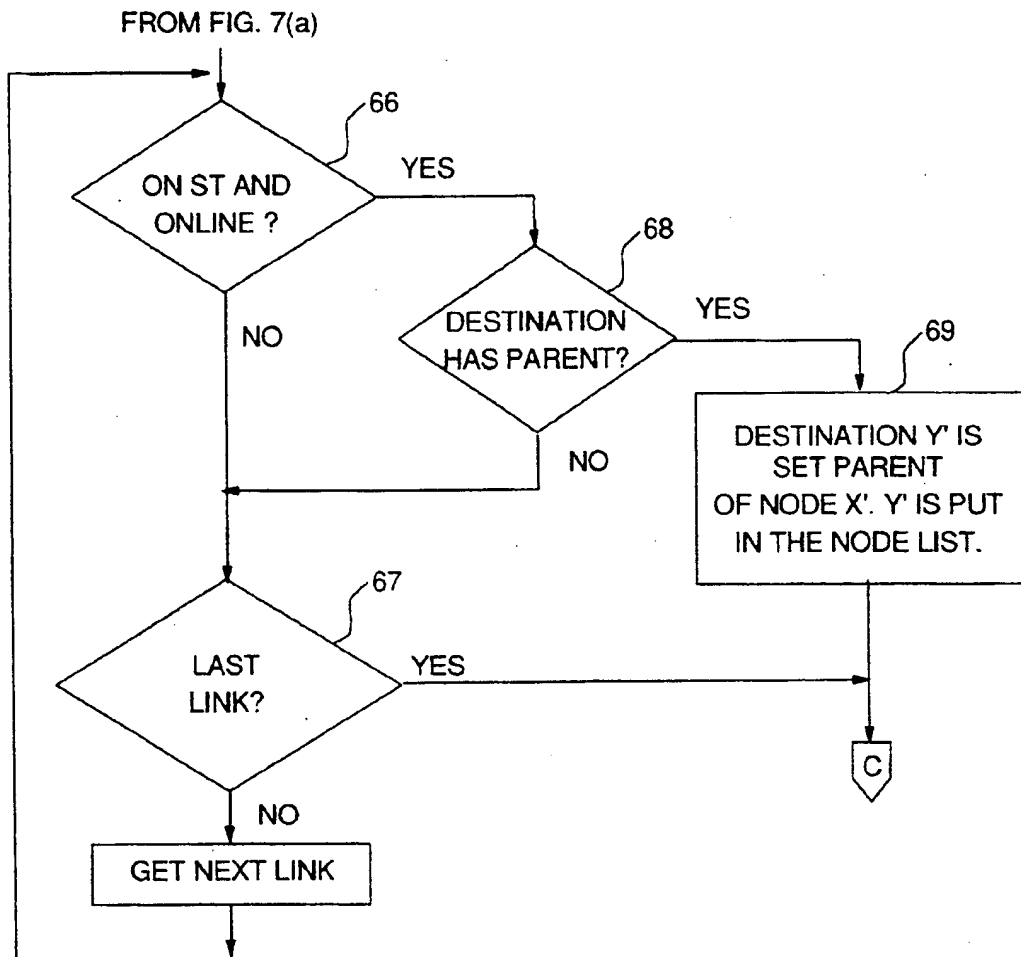 FROM FIG. 7(a)
66
ON ST AND
ONLINE ?
YES
NO
68
DESTINATION
HAS PARENT?
YES
NO
69
DESTINATION Y' IS
SET PARENT
OF NODE X'. Y' IS PUT
IN THE NODE LIST.
67
LAST
LINK?
YES
NO
C
GET NEXT LINK